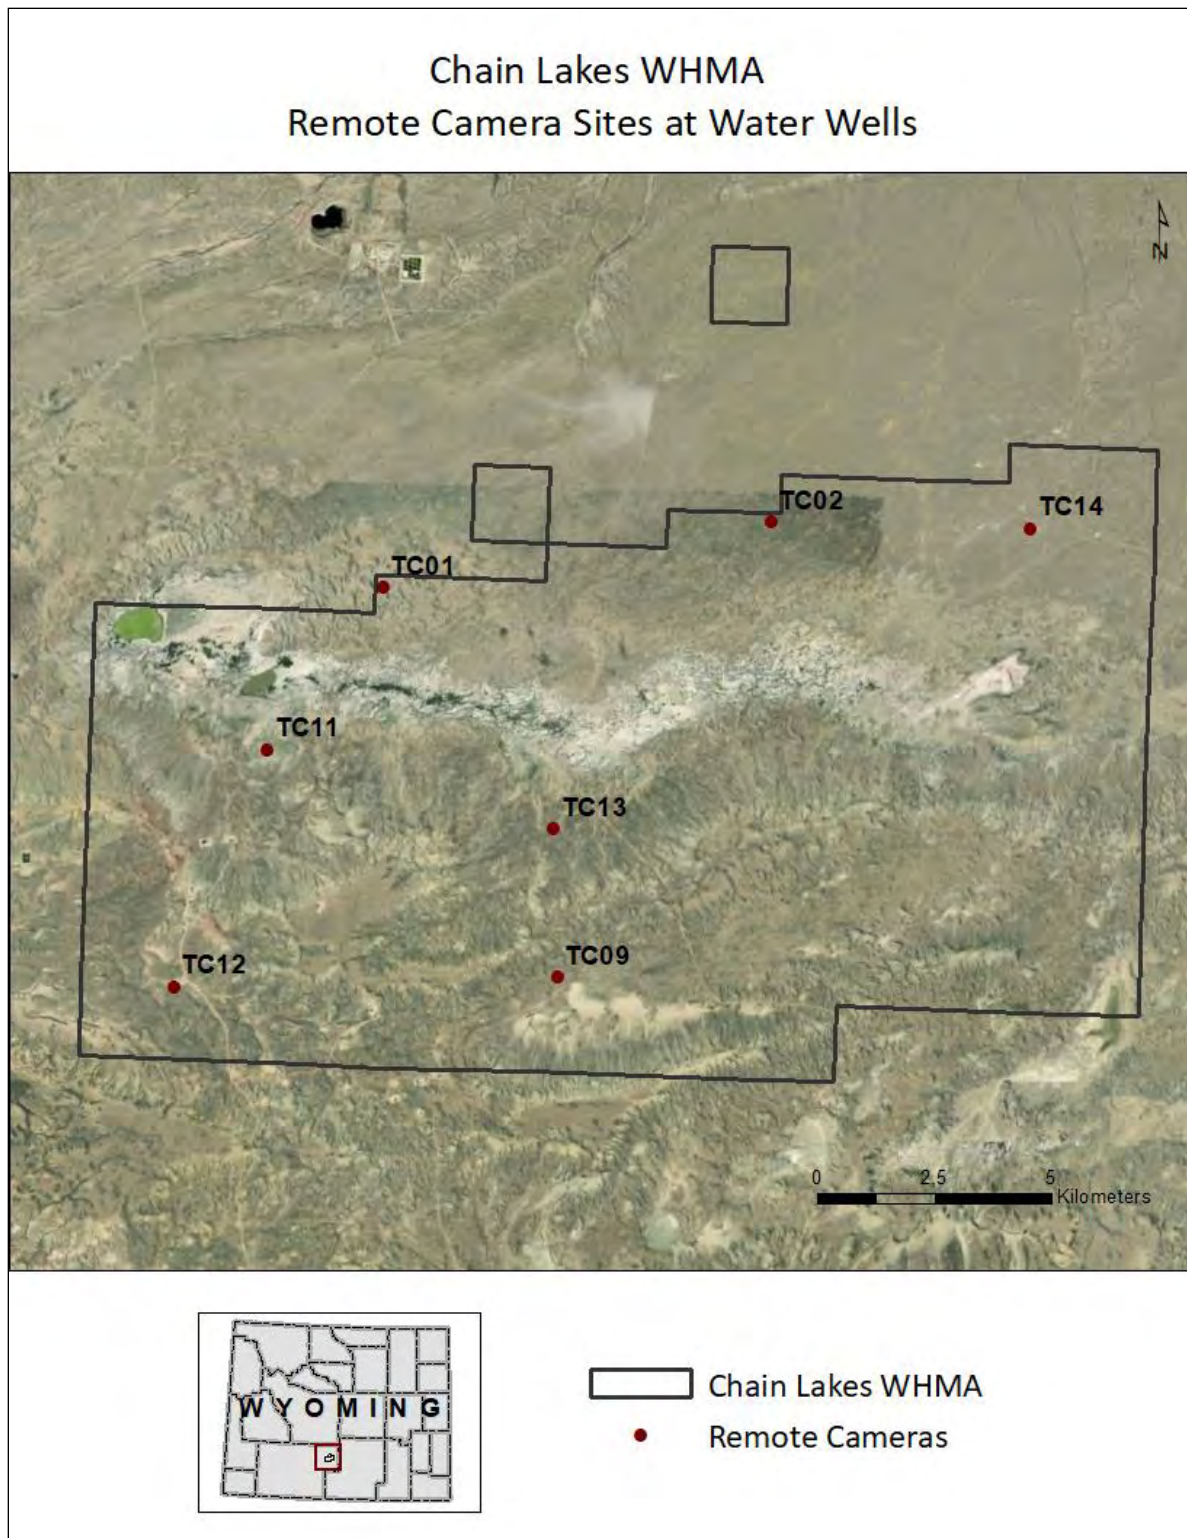 Chain Lakes WHMA
Remote Camera Sites at Water Wells
N
TC02
TC14
TC01
TC11
TC13
TC12
TC09
0 2.5 5
Kilometers
WYOMING
Chain Lakes WHMA
Remote Cameras